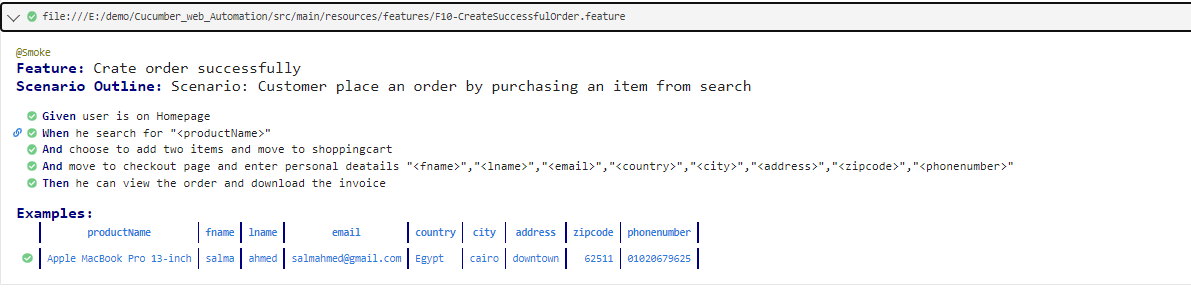 file:///E:/demo/Cucumber_web_Automation/src/main/resources/features/F10-CreateSuccessfulOrder.feature
@Smoke
Feature: Crate order successfully
Scenario Outline: Scenario: Customer place an order by purchasing an item from search
Given user is on Homepage
When he search for "<productName>"
And choose to add two items and move to shoppingcart
And move to checkout page and enter personal deatails "<fname>","<lname>","<email>","<country>","<city>","<address>","<zipcode>","<phonenumber>"
Then he can view the order and download the invoice
Examples:
productName fname lname email country city address zipcode phonenumber
Apple MacBook Pro 13-inch salma ahmed salmahmed@gmail.com Egypt cairo downtown 62511 01020679625